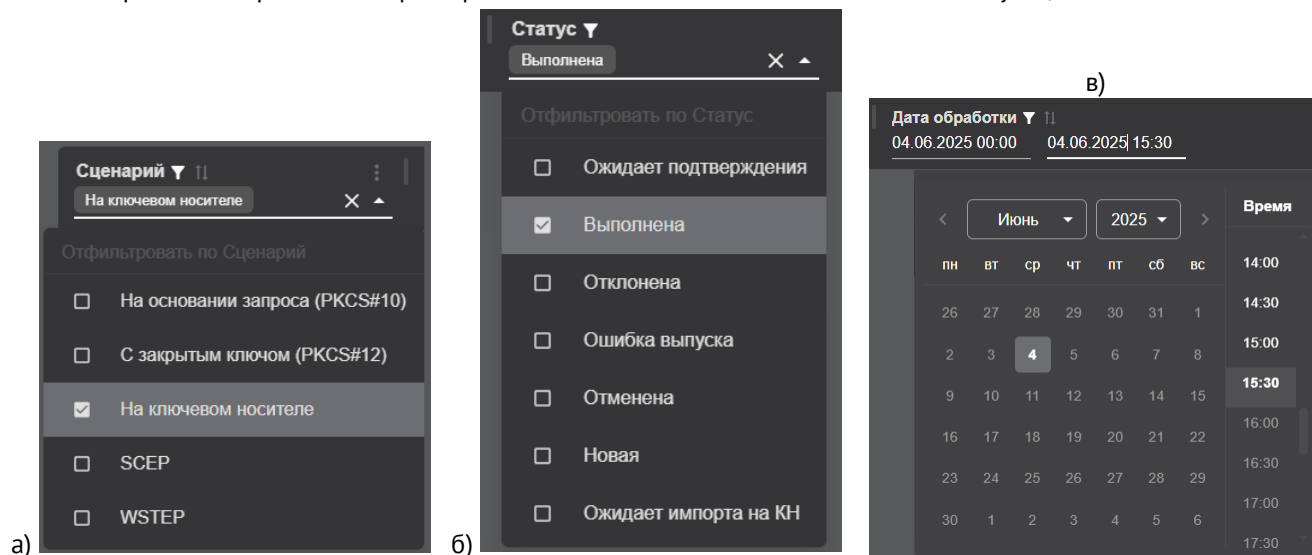 Сценарий
На ключевом носителе
Отфильтровать по Сценарий
На основании запроса (PKCS#10)
С закрытым ключом (PKCS#12)
На ключевом носителе
SCEP
WSTEP
а)
Статус
Выполнена
Отфильтровать по Статус
Ожидает подтверждения
Выполнена
Отклонена
Ошибка выпуска
Отменена
Новая
Ожидает импорта на КН
б)
в)
Дата обработки
04.06.2025 00:00 04.06.2025 15:30
Июнь 2025
пн вт ср чт пт сб вс
26 27 28 29 30 31 1
2 3 4 5 6 7 8
9 10 11 12 13 14 15
16 17 18 19 20 21 22
23 24 25 26 27 28 29
30 1 2 3 4 5 6
Время
14:00
14:30
15:00
15:30
16:00
16:30
17:00
17:30